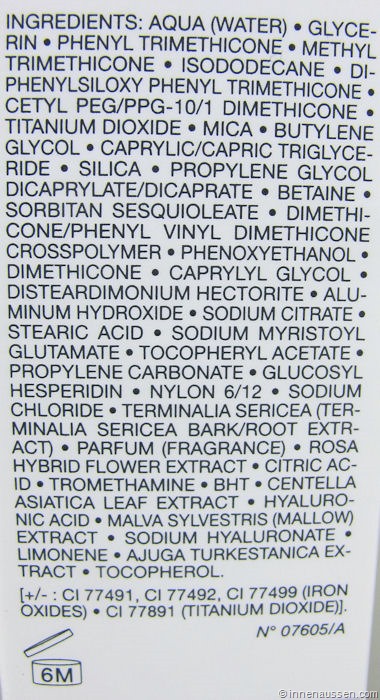 INGREDIENTS: AQUA (WATER) • GLYCE-
RIN • PHENYL TRIMETHICONE • METHYL
TRIMETHICONE • ISODODECANE • DI-
PHENYLSILOXY PHENYL TRIMETHICONE •
CETYL PEG/PPG-10/1 DIMETHICONE •
TITANIUM DIOXIDE • MICA • BUTYLENE
GLYCOL • CAPRYLIC/CAPRIC TRIGLYCE-
RIDE • SILICA • PROPYLENE GLYCOL
DICAPRYLATE/DICAPRATE • BETAINE •
SORBITAN SESQUIOLEATE • DIMETHI-
CONE/PHENYL VINYL DIMETHICONE
CROSSPOLYMER • PHENOXYETHANOL •
DIMETHICONE • CAPRYLYL GLYCOL •
DISTEARDIMONIUM HECTORITE • ALU-
MINUM HYDROXIDE • SODIUM CITRATE •
STEARIC ACID • SODIUM MYRISTOYL
GLUTAMATE • TOCOPHERYL ACETATE •
PROPYLENE CARBONATE • GLUCOSYL
HESPERIDIN • NYLON 6/12 • SODIUM
CHLORIDE • TERMINALIA SERICEA (TER-
MINALIA SERICEA BARK/ROOT EXTR-
ACT) • PARFUM (FRAGRANCE) • ROSA
HYBRID FLOWER EXTRACT • CITRIC AC-
ID • TROMETHAMINE • BHT • CENTELLA
ASIATICA LEAF EXTRACT • HYALURO-
NIC ACID • MALVA SYLVESTRIS (MALLOW)
EXTRACT • SODIUM HYALURONATE •
LIMONENE • AJUGA TURKESTANICA EX-
TRACT • TOCOPHEROL.
[+/- : CI 77491, CI 77492, CI 77499 (IRON
OXIDES) • CI 77891 (TITANIUM DIOXIDE)].
N° 07605/A
6M
© innenaussen.com